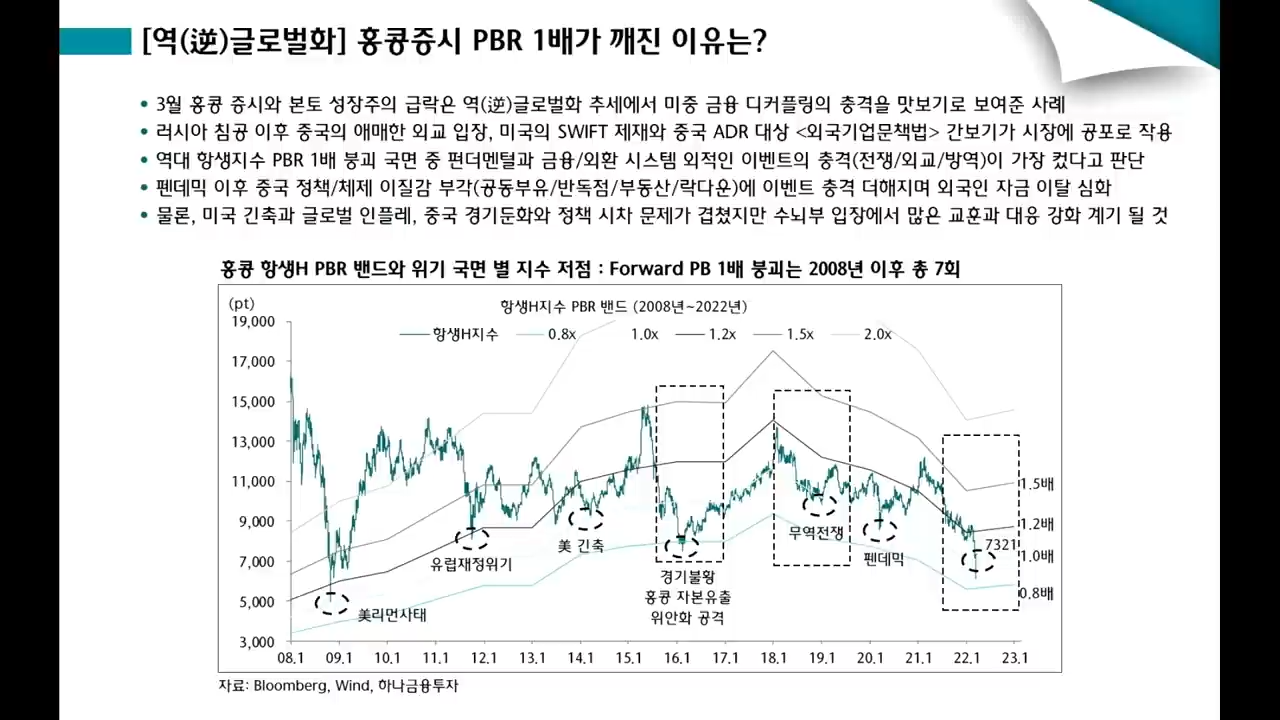 [역(逆)글로벌화] 홍콩증시 PBR 1배가 깨진 이유는?
• 3월 홍콩 증시와 본토 성장주의 급락은 역(逆)글로벌화 추세에서 미중 금융 디커플링의 충격을 맛보기로 보여준 사례
• 러시아 침공 이후 중국의 애매한 외교 입장, 미국의 SWIFT 제재와 중국 ADR 대상 <외국기업문책법> 간보기가 시장에 공포로 작용
• 역대 항생지수 PBR 1배 붕괴 국면 중 펀더멘털과 금융/외환 시스템 외적인 이벤트의 충격(전쟁/외교/방역)이 가장 컸다고 판단
• 펜데믹 이후 중국 정책/체제 이질감 부각(공동부유/반독점/부동산/락다운)에 이벤트 충격 더해지며 외국인 자금 이탈 심화
• 물론, 미국 긴축과 글로벌 인플레, 중국 경기둔화와 정책 시차 문제가 겹쳤지만 수뇌부 입장에서 많은 교훈과 대응 강화 계기 될 것
홍콩 항생H PBR 밴드와 위기 국면 별 지수 저점 : Forward PB 1배 붕괴는 2008년 이후 총 7회
(pt)
항생H지수 PBR 밴드 (2008년~2022년)
항생H지수 0.8x 1.0x 1.2x 1.5x 2.0x
19,000
17,000
15,000
13,000
11,000
9,000
7,000
5,000
3,000
1.5배
1.2배
7321
1.0배
0.8배
美리먼사태
유럽재정위기
美 긴축
경기불황
홍콩 자본유출
위안화 공격
무역전쟁
펜데믹
08.1 09.1 10.1 11.1 12.1 13.1 14.1 15.1 16.1 17.1 18.1 19.1 20.1 21.1 22.1 23.1
자료: Bloomberg, Wind, 하나금융투자